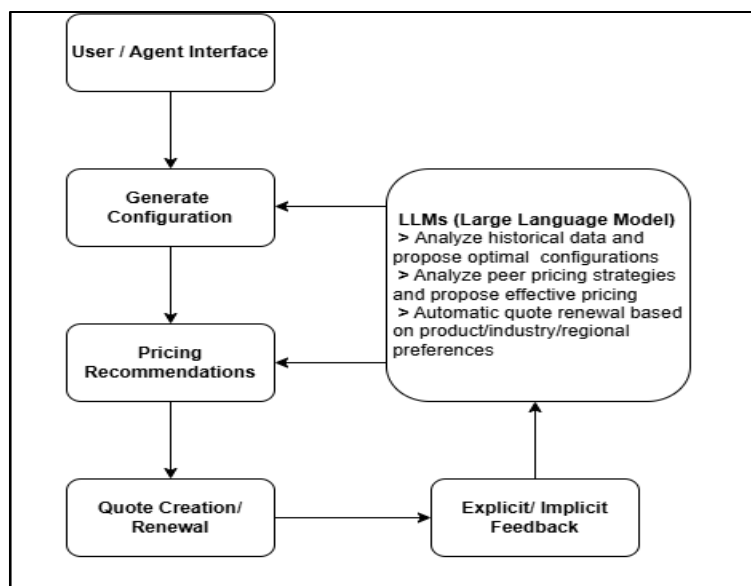 User / Agent Interface
Generate
Configuration
LLMs (Large Language Model)
> Analyze historical data and
propose optimal configurations
> Analyze peer pricing strategies
and propose effective pricing
> Automatic quote renewal based
on product/industry/regional
preferences
Pricing
Recommendations
Quote Creation/
Renewal
Explicit/ Implicit
Feedback